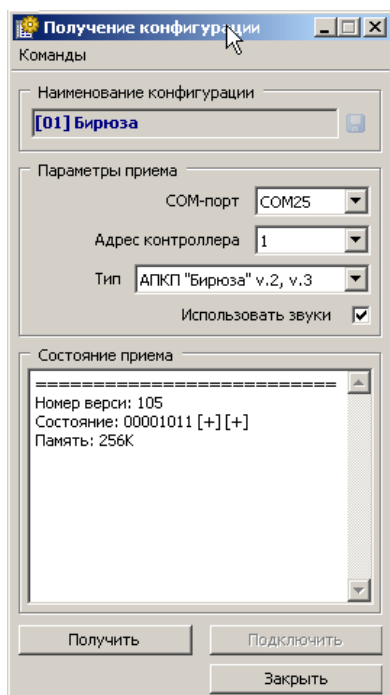 Получение конфигурации
Команды
Наименование конфигурации
[01] Бирюза
Параметры приема
COM-порт COM25
Адрес контроллера 1
Тип АПКП "Бирюза" v.2, v.3
Использовать звуки
Состояние приема
===========================
Номер верси: 105
Состояние: 00001011 [+] [+]
Память: 256К
Получить Подключить
Закрыть